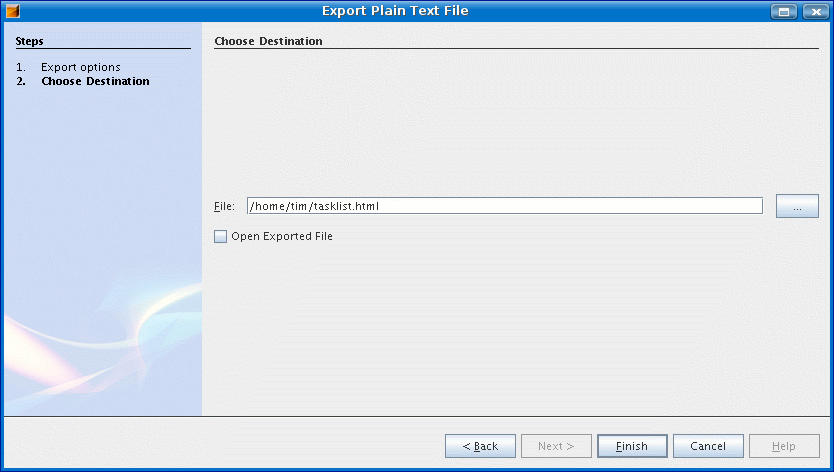 Export Plain Text File
Steps
1. Export options
2. Choose Destination
Choose Destination
File: /home/tim/tasklist.html ...
Open Exported File
< Back Next > Finish Cancel Help